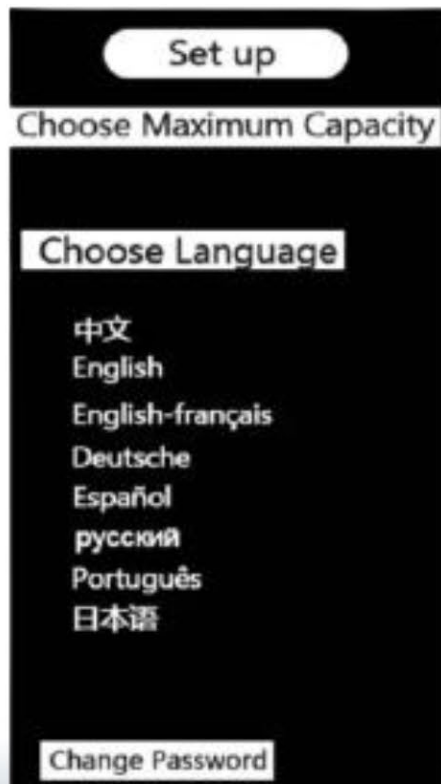 Set up
Choose Maximum Capacity
Choose Language
中文
English
English-français
Deutsche
Español
русский
Português
日本语
Change Password